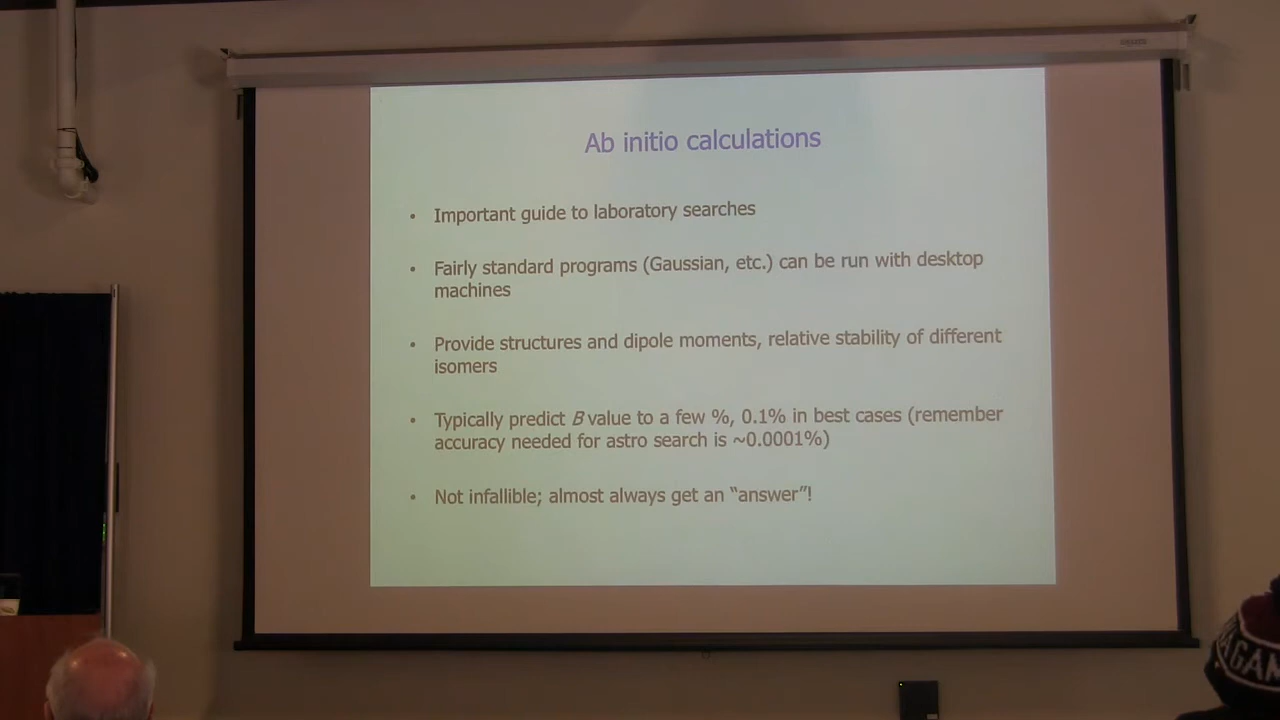 Ab initio calculations
• Important guide to laboratory searches
• Fairly standard programs (Gaussian, etc.) can be run with desktop
machines
• Provide structures and dipole moments, relative stability of different
isomers
• Typically predict B value to a few %, 0.1% in best cases (remember
accuracy needed for astro search is ~0.0001%)
• Not infallible; almost always get an “answer”!